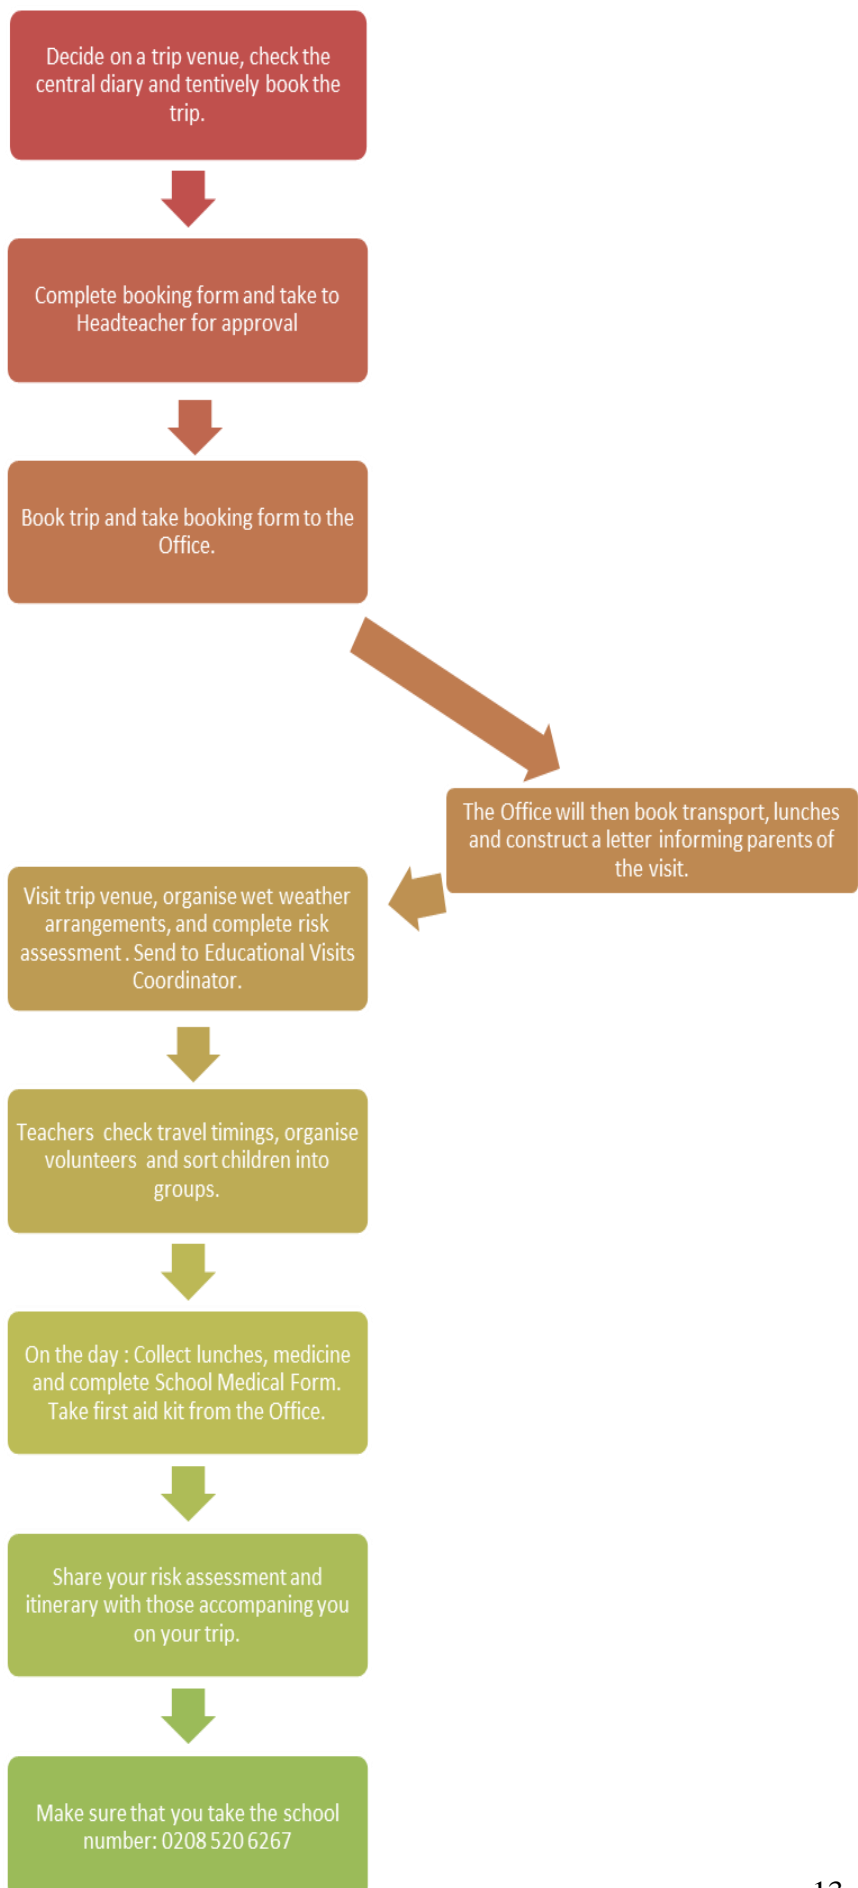 Decide on a trip venue, check the
central diary and tentively book the
trip.
Complete booking form and take to
Headteacher for approval
Book trip and take booking form to the
Office.
The Office will then book transport, lunches
and construct a letter informing parents of
the visit.
Visit trip venue, organise wet weather
arrangements, and complete risk
assessment . Send to Educational Visits
Coordinator.
Teachers check travel timings, organise
volunteers and sort children into
groups.
On the day : Collect lunches, medicine
and complete School Medical Form.
Take first aid kit from the Office.
Share your risk assessment and
itinerary with those accompaning you
on your trip.
Make sure that you take the school
number: 0208 520 6267